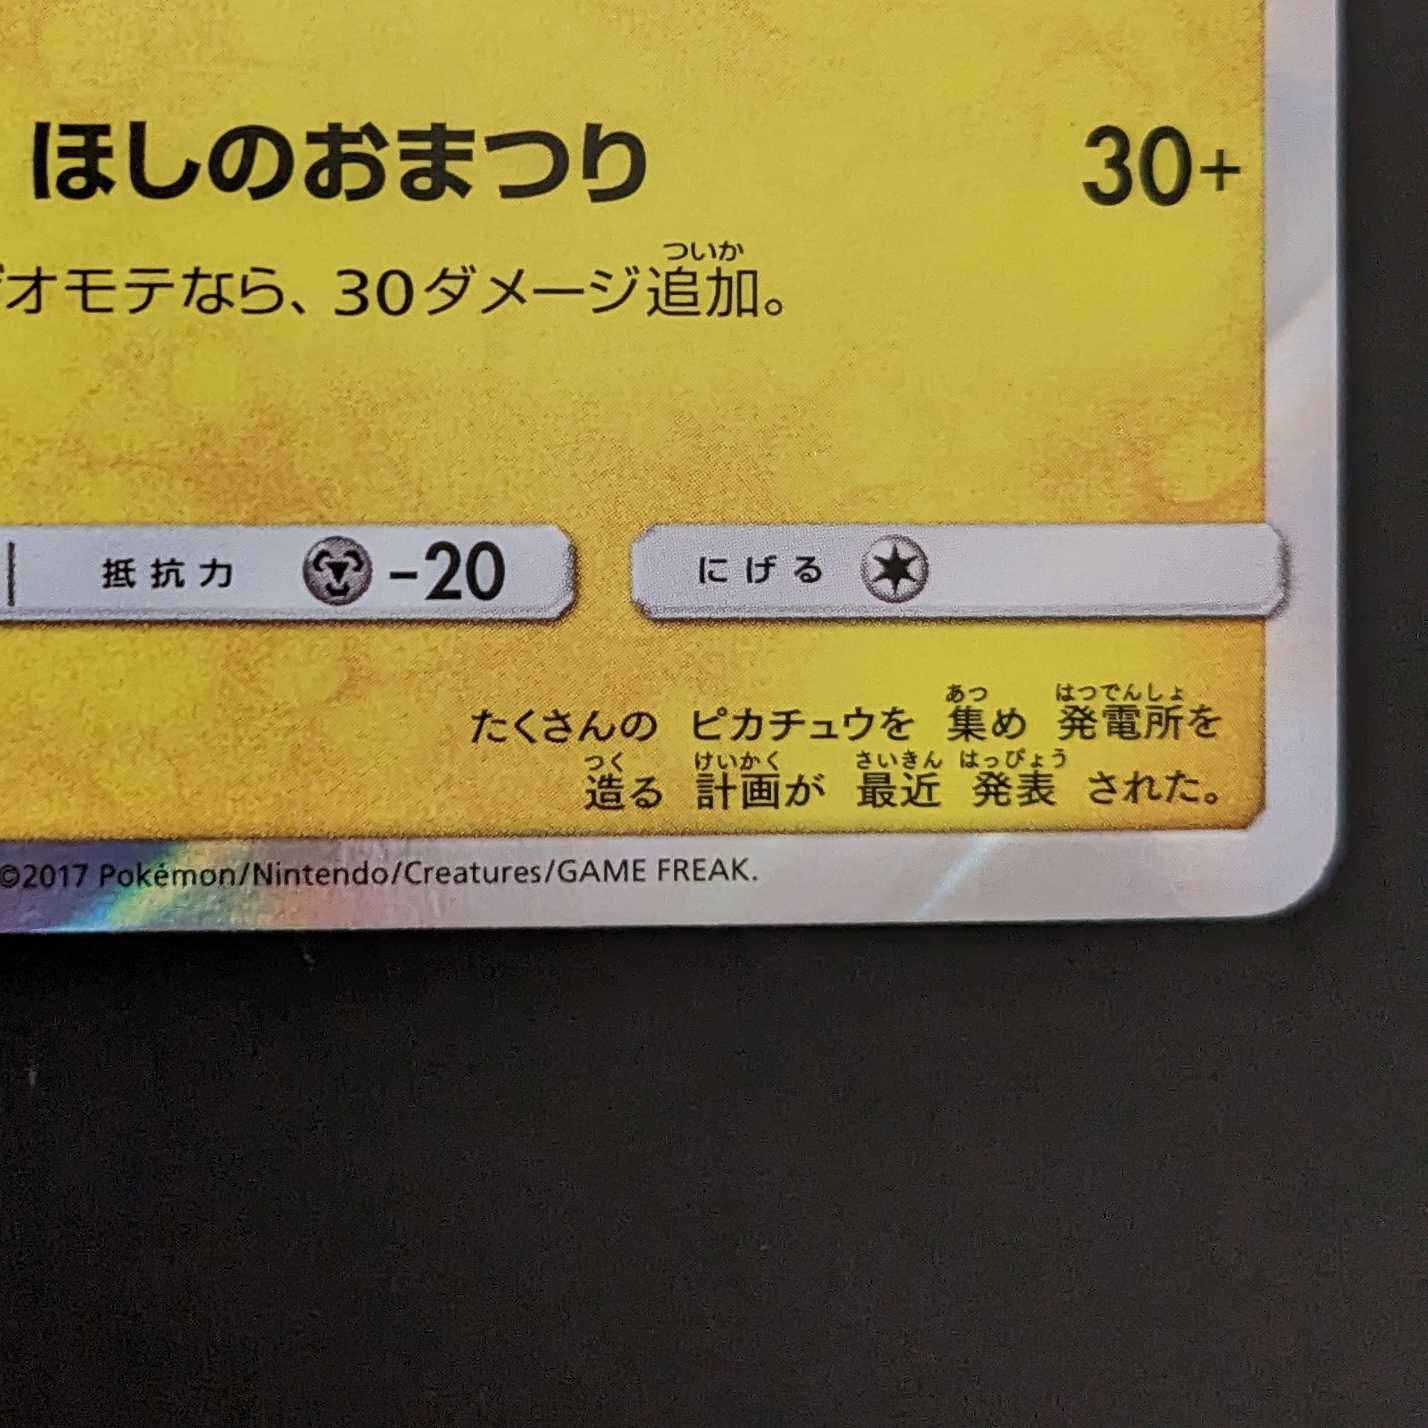 ほしのおまつり 30+
ついか
オモテなら、30ダメージ追加。
抵抗力 -20 にげる
あつ はつでんしょ
たくさんの ピカチュウを 集め 発電所を
つく けいかく さいきん はっぴょう
造る 計画が 最近 発表 された。
©2017 Pokémon/Nintendo/Creatures/GAME FREAK.